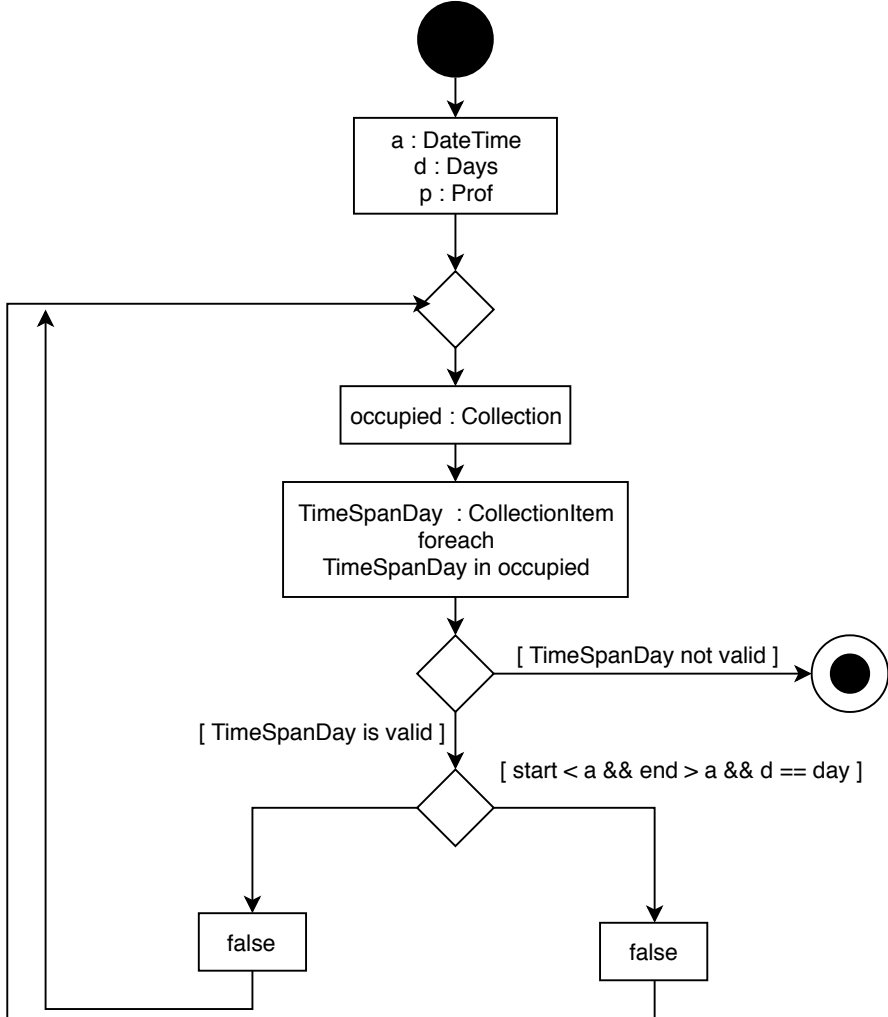 a : DateTime
d : Days
p : Prof
occupied : Collection
TimeSpanDay  : CollectionItem
foreach
TimeSpanDay in occupied
[ TimeSpanDay not valid ]
[ TimeSpanDay is valid ]
[ start < a && end > a && d == day ]
false
false